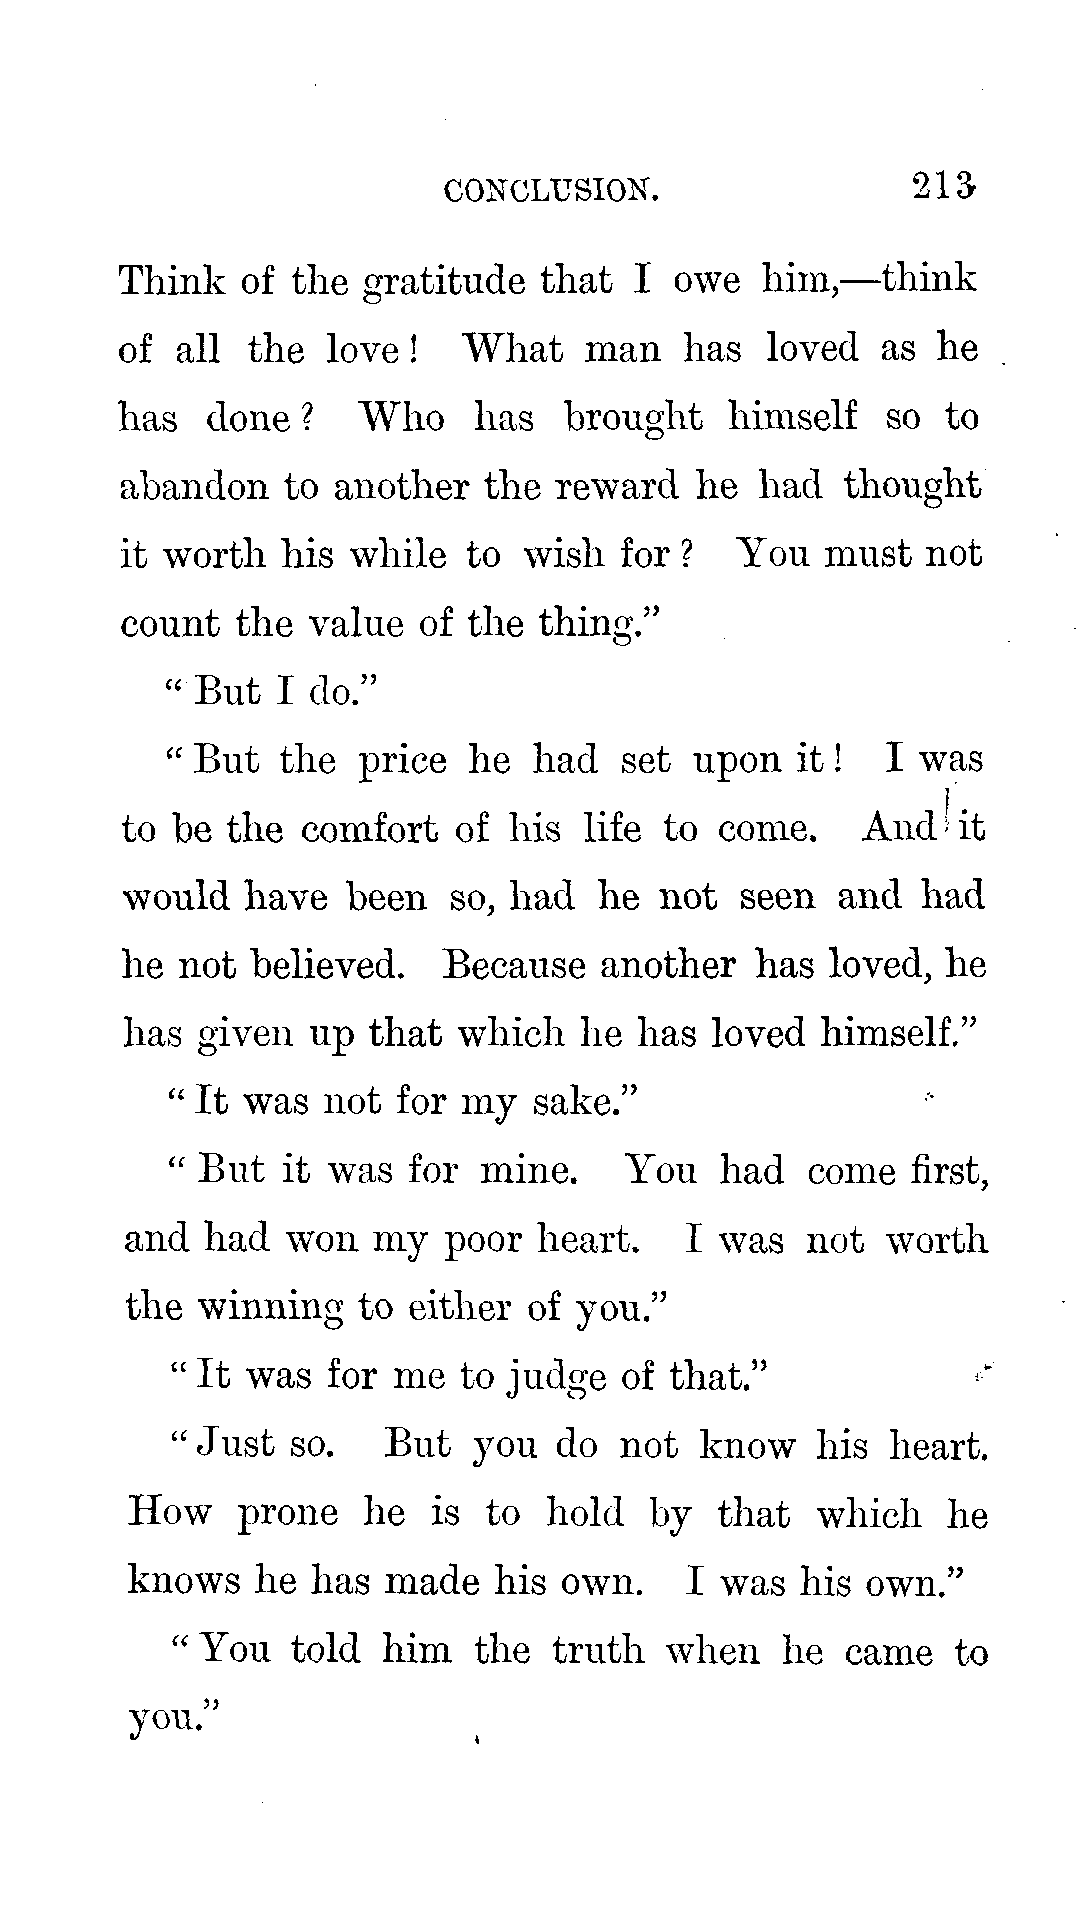 CONCLUSION. 213
Think of the gratitude that I owe him,—think
of all the love! What man has loved as he
has done? Who has brought himself so to
abandon to another the reward he had thought
it worth his while to wish for? You must not
count the value of the thing."
"But I do."
"But the price he had set upon it! I was
to be the comfort of his life to come. And it
would have been so, had he not seen and had
he not believed. Because another has loved, he
has given up that which he has loved himself."
"It was not for my sake."
"But it was for mine. You had come first,
and had won my poor heart. I was not worth
the winning to either of you."
"It was for me to judge of that."
"Just so. But you do not know his heart.
How prone he is to hold by that which he
knows he has made his own. I was his own."
"You told him the truth when he came to
you."